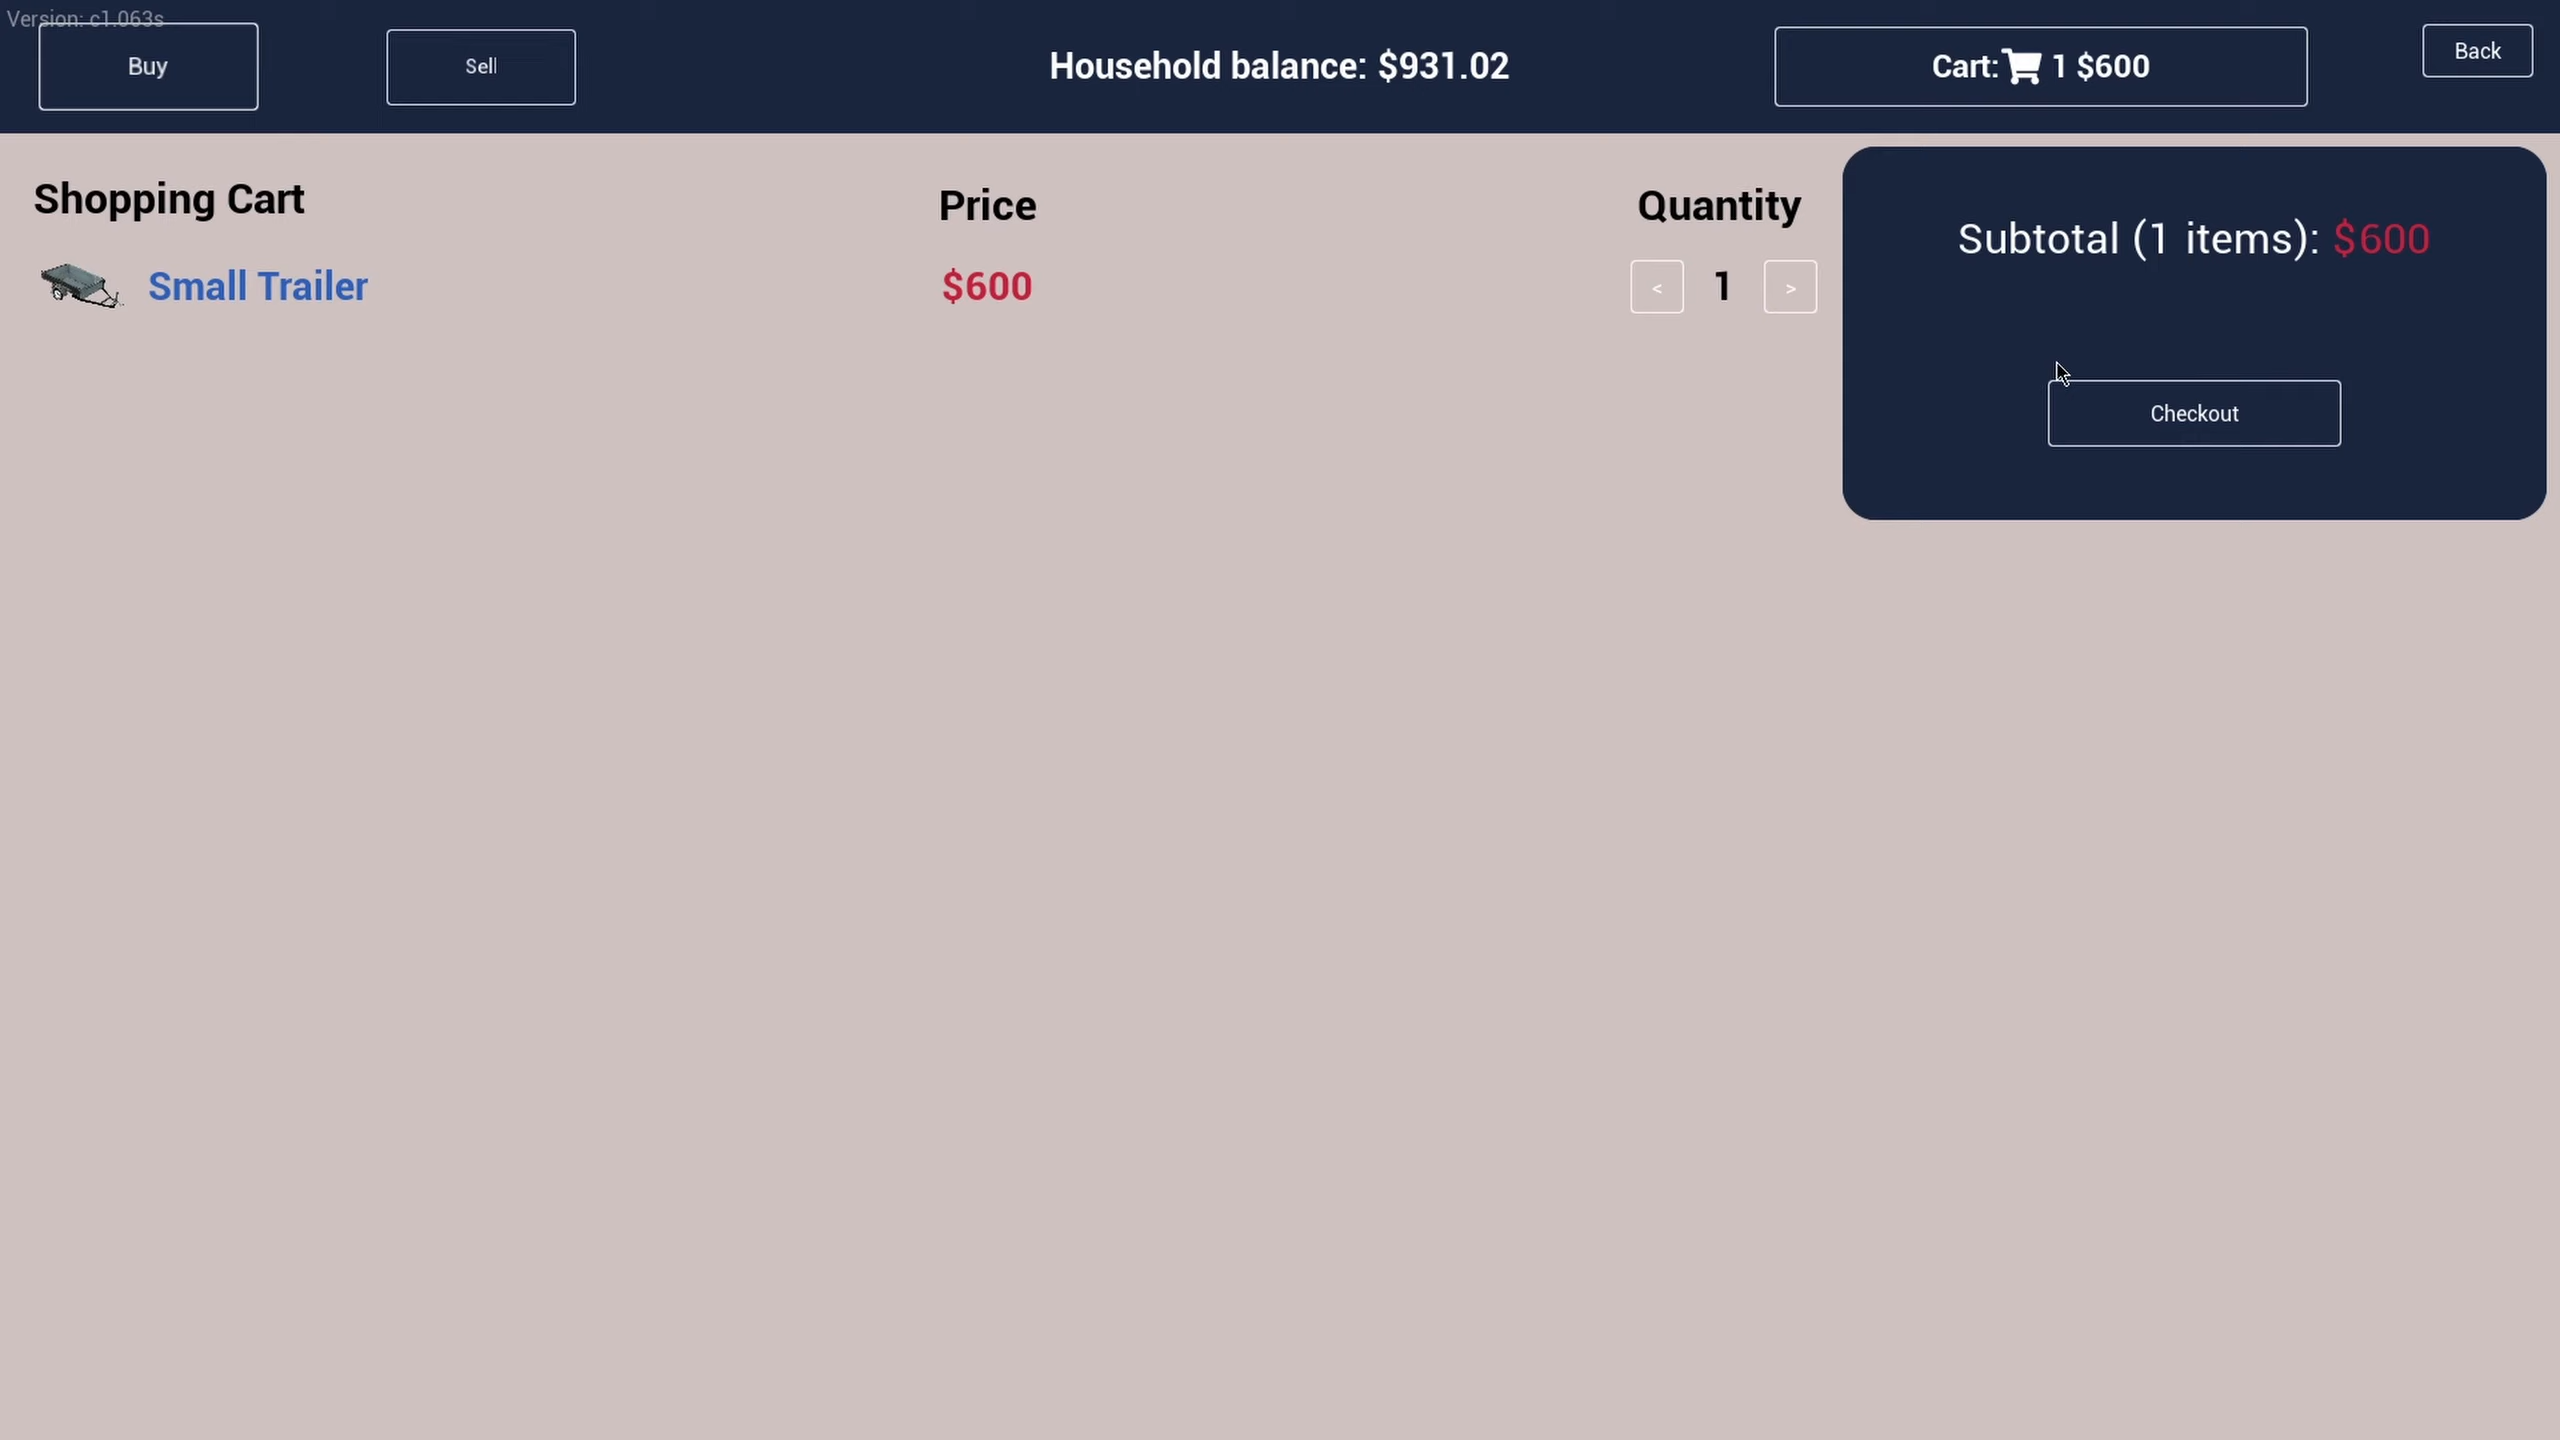 Version: c1.063s
Buy
Sell
Household balance: $931.02
Cart: 1 $600
Back
Shopping Cart
Price
Quantity
Small Trailer
$600
< 1 >
Subtotal (1 items): $600
Checkout